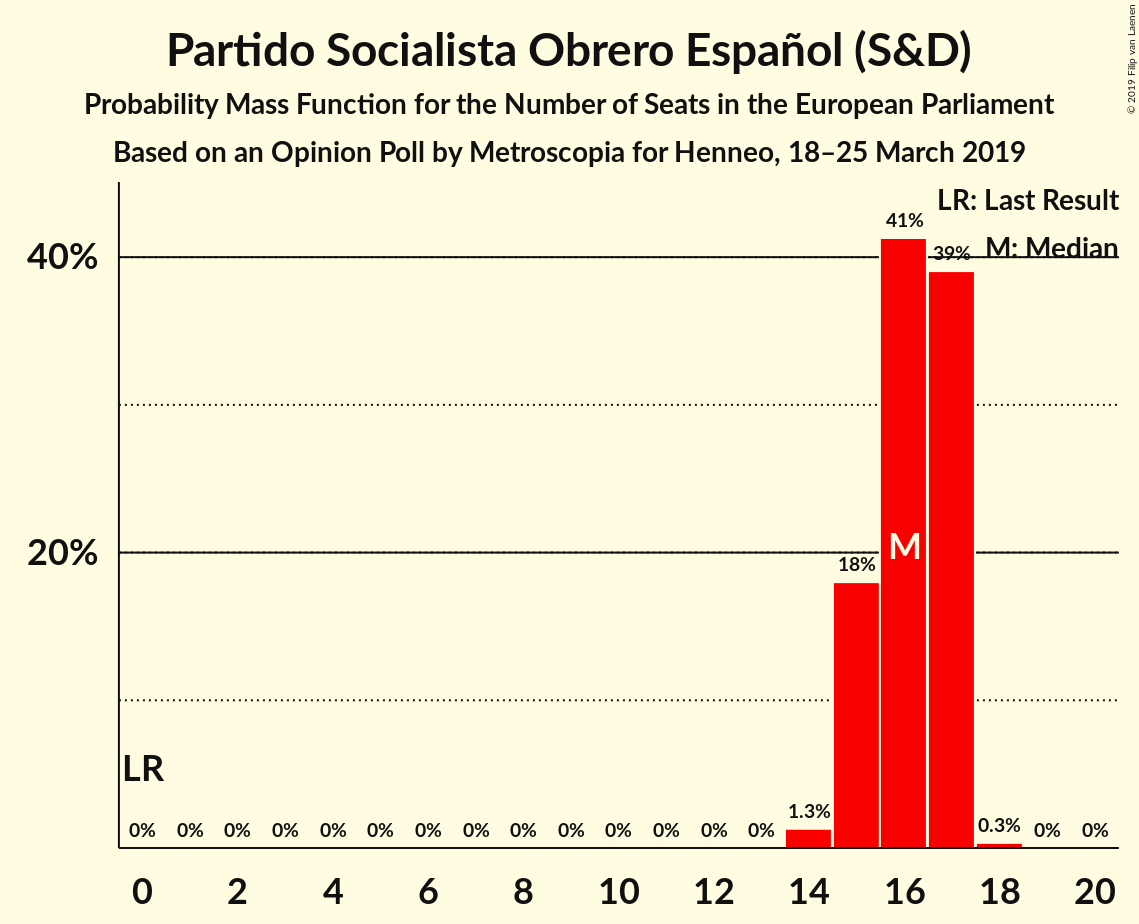 Partido Socialista Obrero Español (S&D)
Probability Mass Function for the Number of Seats in the European Parliament
Based on an Opinion Poll by Metroscopia for Henneo, 18–25 March 2019
© 2019 Filip van Laenen
LR: Last Result
M: Median
41%
39%
40%
20%
18%
M
LR
0% 0% 0% 0% 0% 0% 0% 0% 0% 0% 0% 0% 0% 0% 1.3% 0.3% 0% 0%
0 2 4 6 8 10 12 14 16 18 20